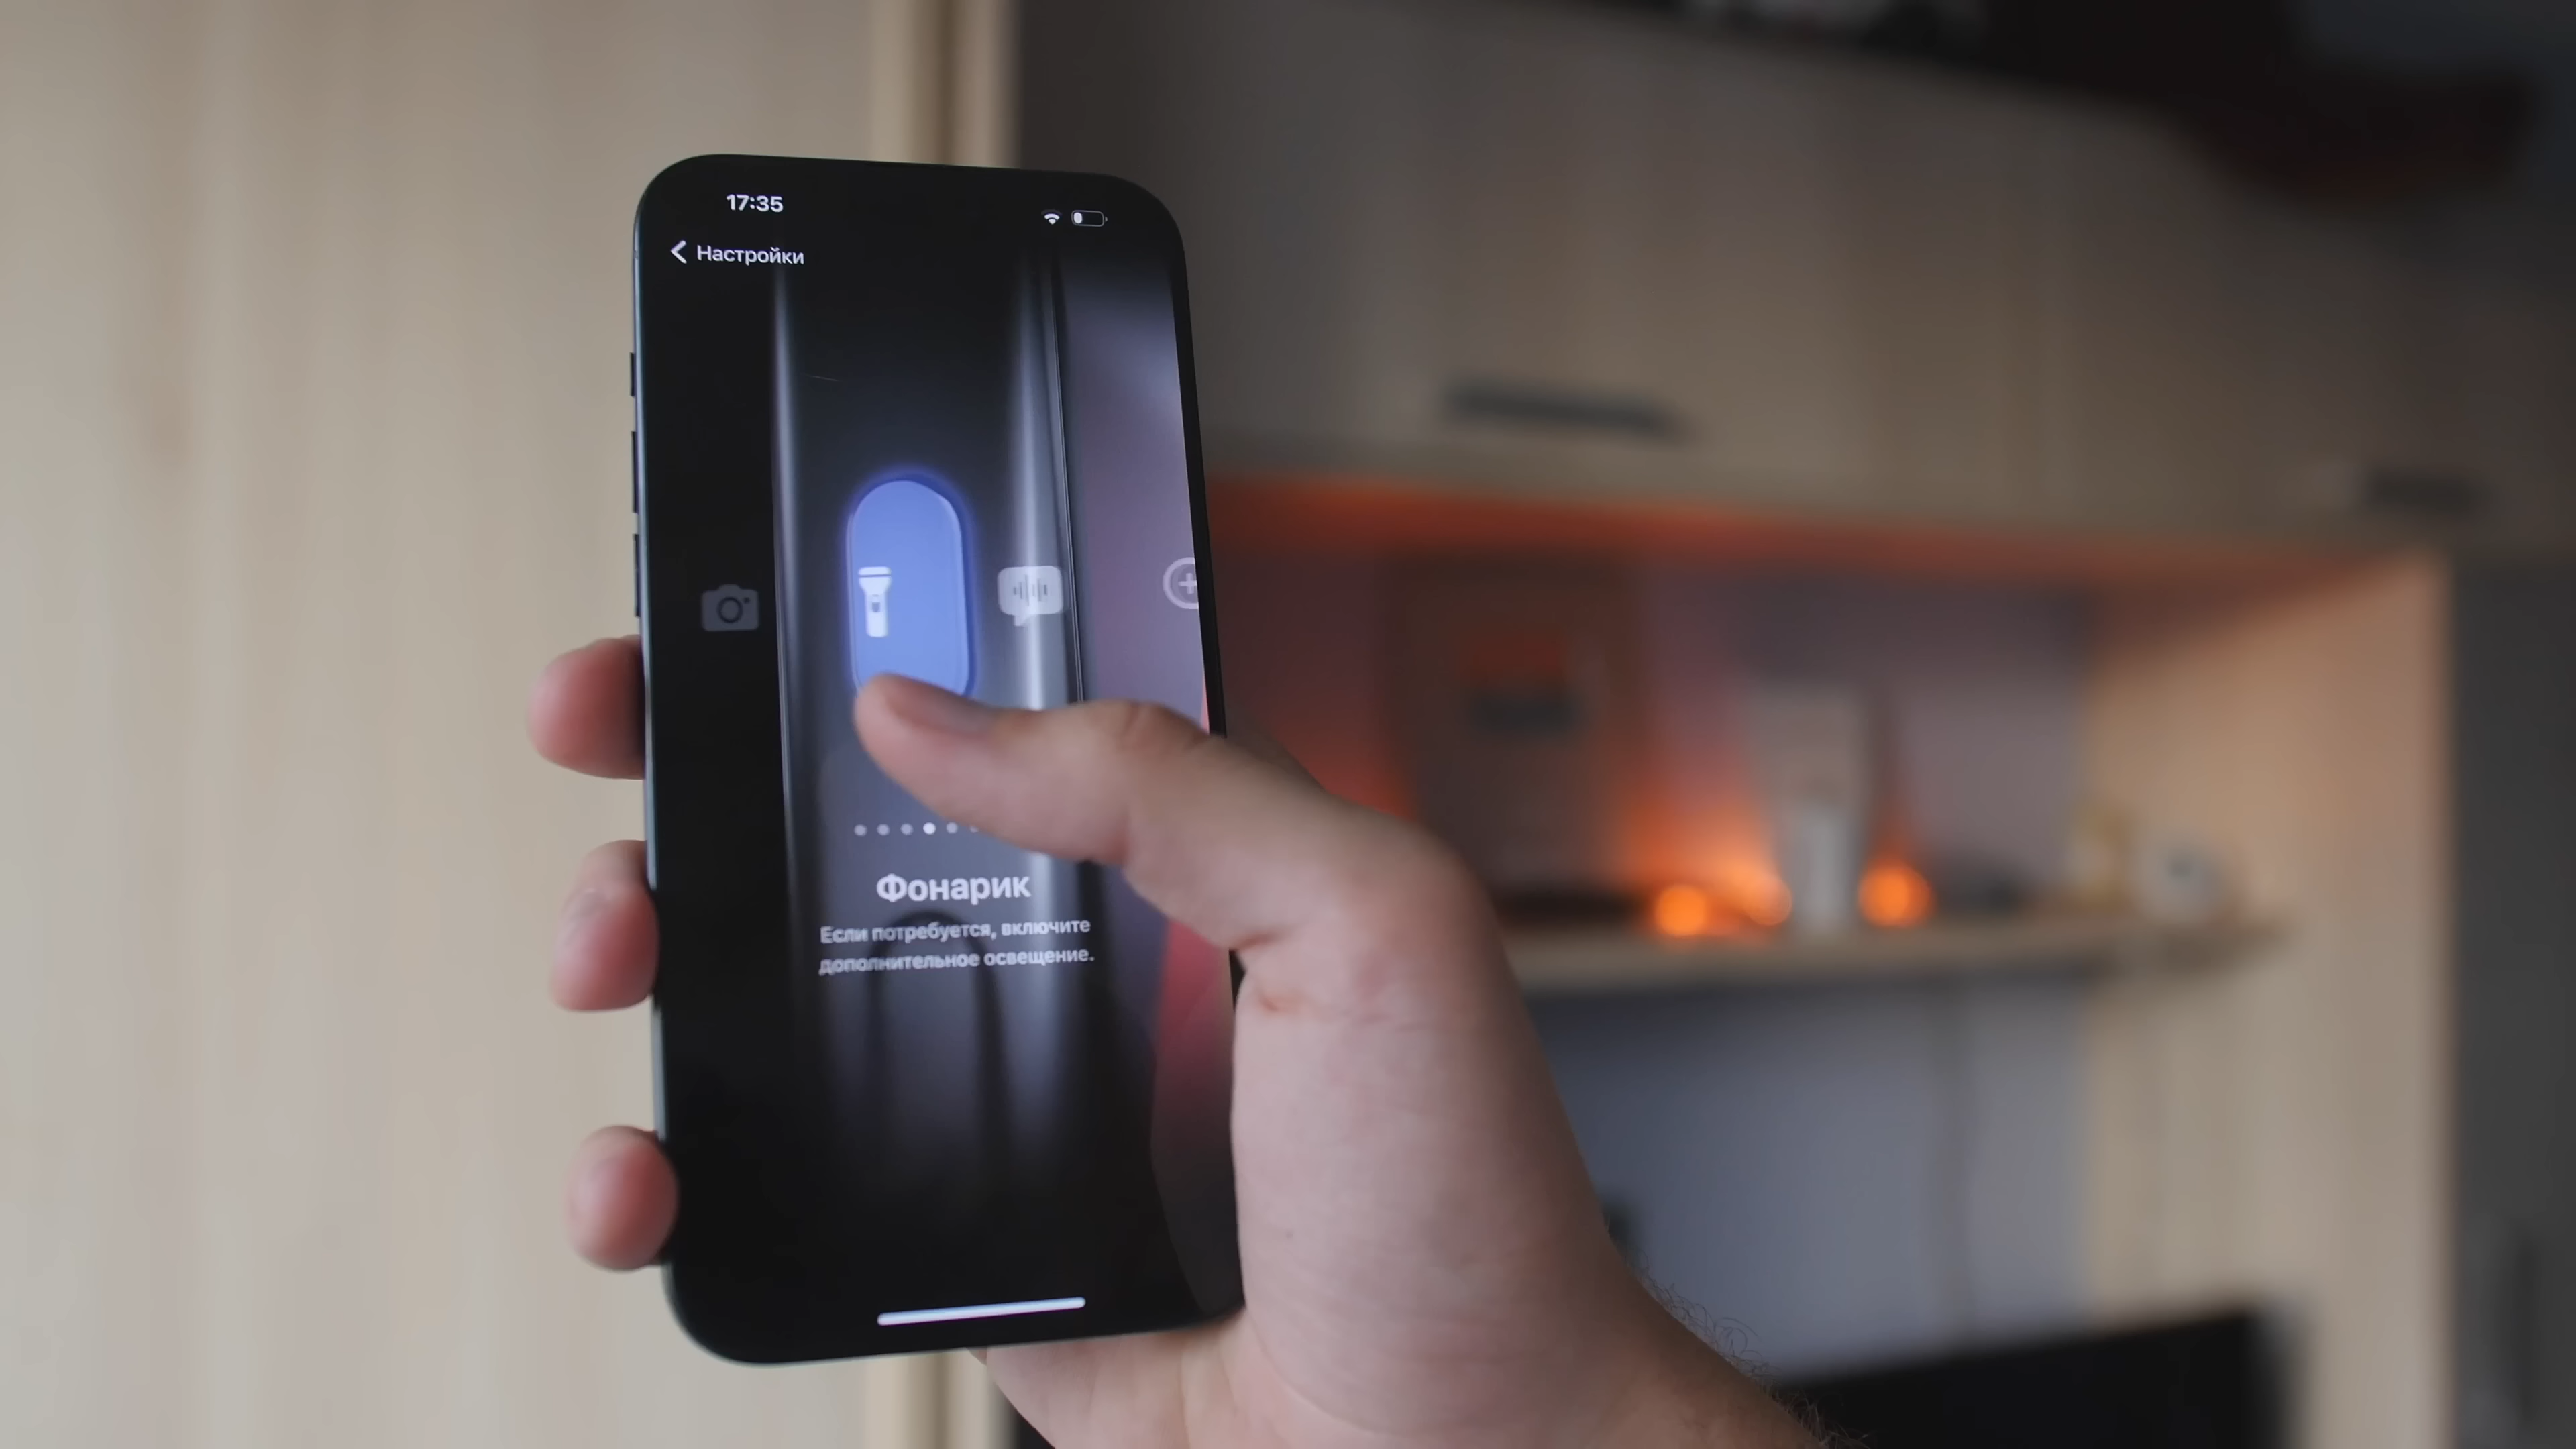 17:35
Настройки
Фонарик
Если потребуется, включите
дополнительное освещение.